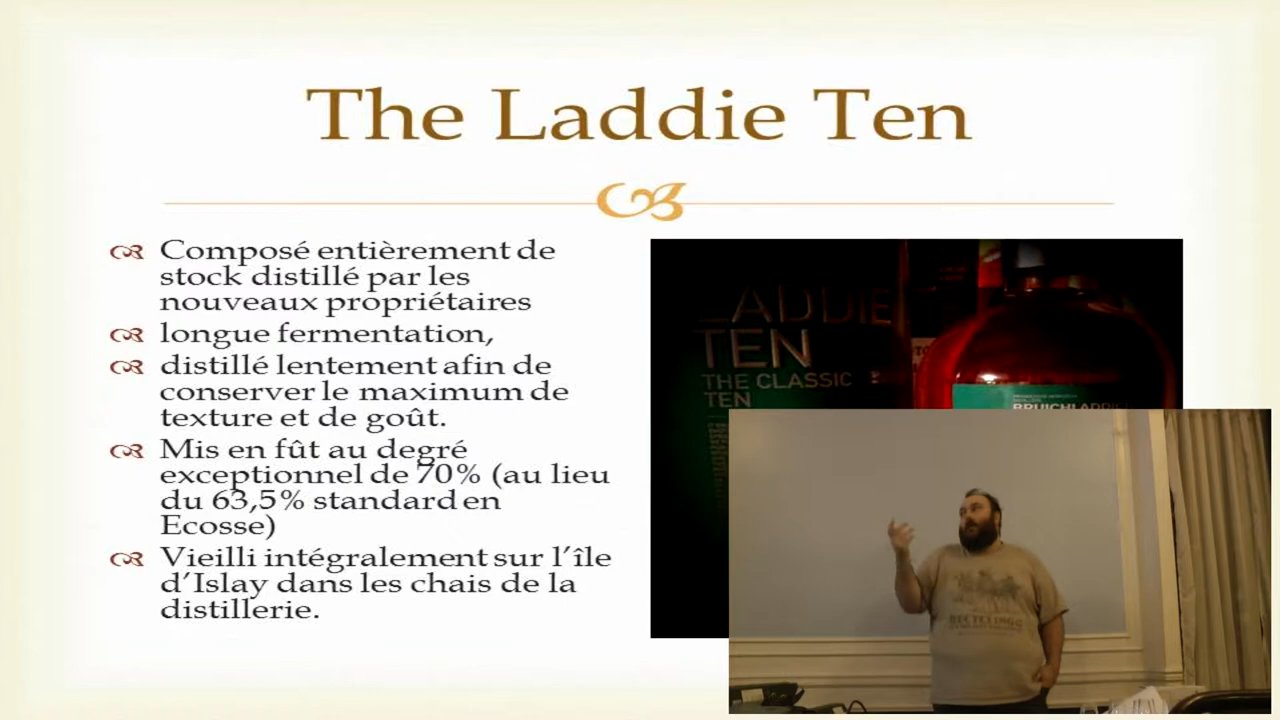 The Laddie Ten
Composé entièrement de
stock distillé par les
nouveaux propriétaires
longue fermentation,
distillé lentement afin de
conserver le maximum de
texture et de goût.
Mis en fût au degré
exceptionnel de 70% (au lieu
du 63,5% standard en
Ecosse)
Vieilli intégralement sur l’île
d’Islay dans les chais de la
distillerie.
LADDIE
TEN
THE CLASSIC
TEN
BRUICHLADDIE
RECYCLING